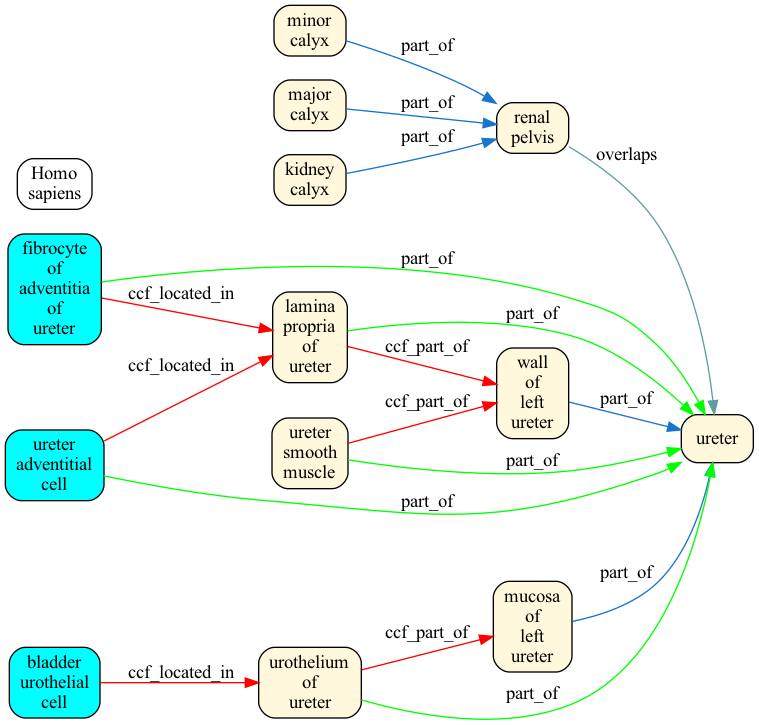 minor
calyx
part_of
major
calyx
part_of
renal
pelvis
part_of
kidney
calyx
overlaps
Homo
sapiens
fibrocyte
of
adventitia
of
ureter
part_of
ccf_located_in
lamina
propria
of
ureter
part_of
ccf_part_of
wall
of
left
ureter
ccf_located_in
part_of
ccf_part_of
ureter
smooth
muscle
ureter
ureter
adventitial
cell
part_of
part_of
mucosa
of
left
ureter
part_of
ccf_part_of
bladder
urothelial
cell
ccf_located_in
urothelium
of
ureter
part_of